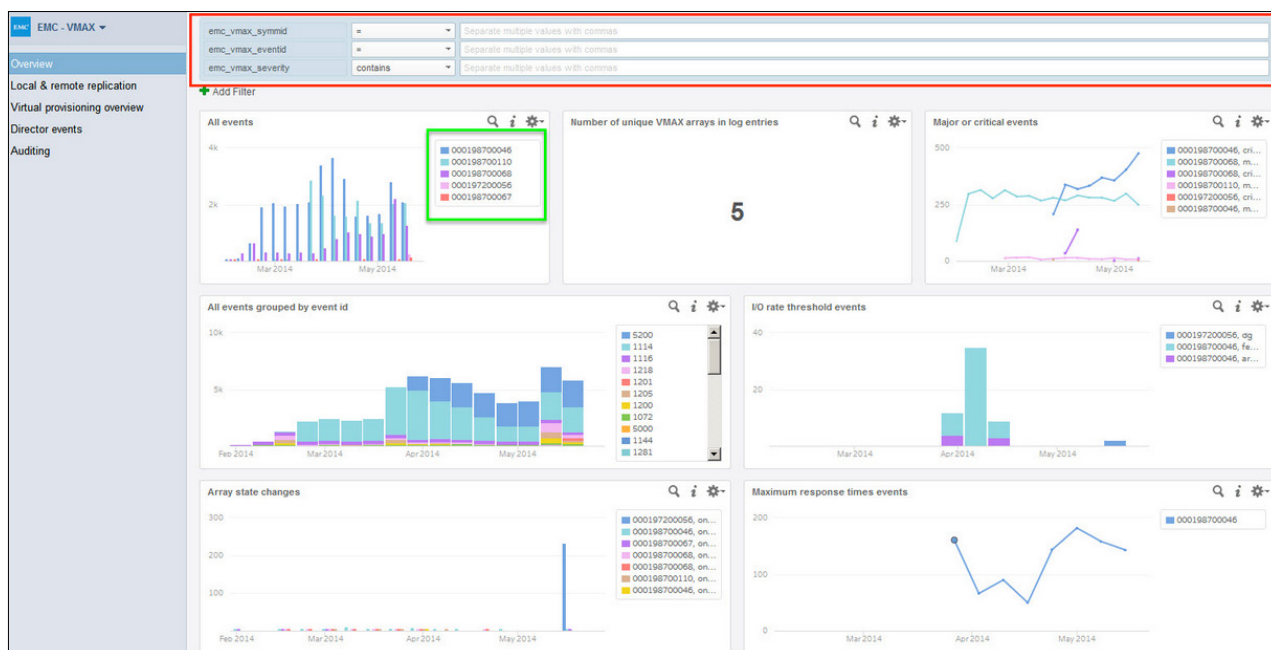 EMC² EMC - VMAX
Overview
Local & remote replication
Virtual provisioning overview
Director events
Auditing
emc_vmax_symmid = Separate multiple values with commas
emc_vmax_eventid = Separate multiple values with commas
emc_vmax_severity contains Separate multiple values with commas
Add Filter
All events
4k
2k
Mar 2014 May 2014
000198700046
000198700110
000198700068
000197200056
000198700067
Number of unique VMAX arrays in log entries
5
Major or critical events
500
250
0
Mar 2014 May 2014
000198700046, cri...
000198700068, m...
000198700068, cri...
000198700110, m...
000197200056, cri...
000198700046, m...
All events grouped by event id
10k
5k
Feb 2014 Mar 2014 Apr 2014 May 2014
5200
1114
1116
1218
1201
1205
1200
1072
5000
1144
1281
I/O rate threshold events
40
20
Mar 2014 Apr 2014 May 2014
000197200056, dg
000198700046, fe...
000198700046, ar...
Array state changes
300
200
100
Feb 2014 Mar 2014 Apr 2014 May 2014
000197200056, on...
000198700046, on...
000198700067, on...
000198700068, on...
000198700068, on...
000198700110, on...
000198700046, on...
Maximum response times events
200
100
0
Mar 2014 Apr 2014 May 2014
000198700046